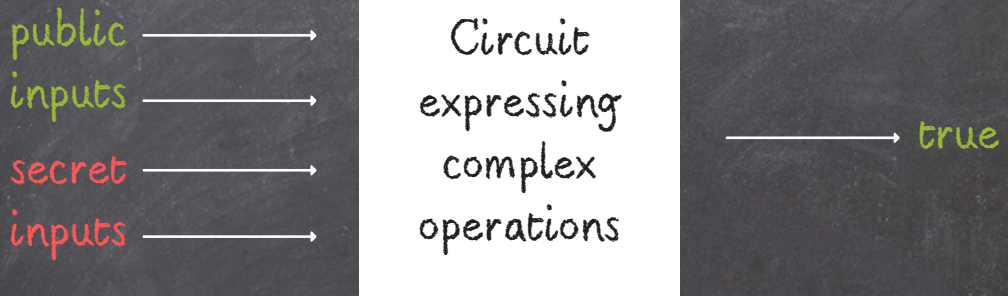 public
inputs
secret
inputs
Circuit
expressing
complex
operations
true